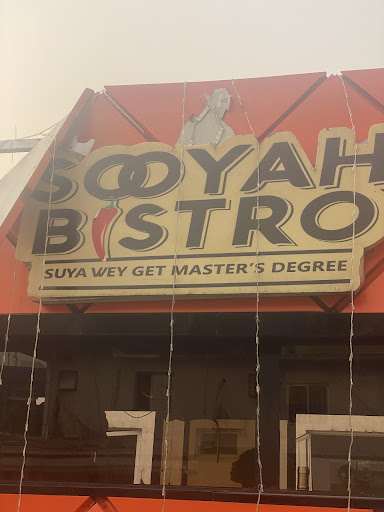 SOOYAH
BISTRO
SUYA WEY GET MASTER'S DEGREE